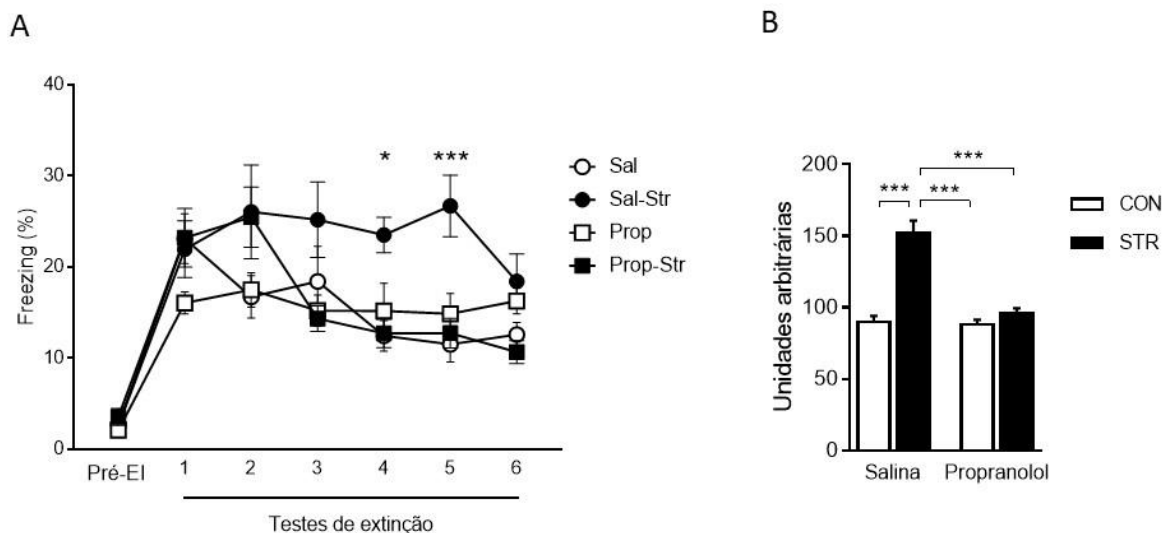 A
Freezing (%)
40
30
20
10
0
* ***
Sal
Sal-Str
Prop
Prop-Str
Pré-EI 1 2 3 4 5 6
Testes de extinção
B
Unidades arbitrárias
200
150
100
50
0
***
*** ***
CON
STR
Salina Propranolol